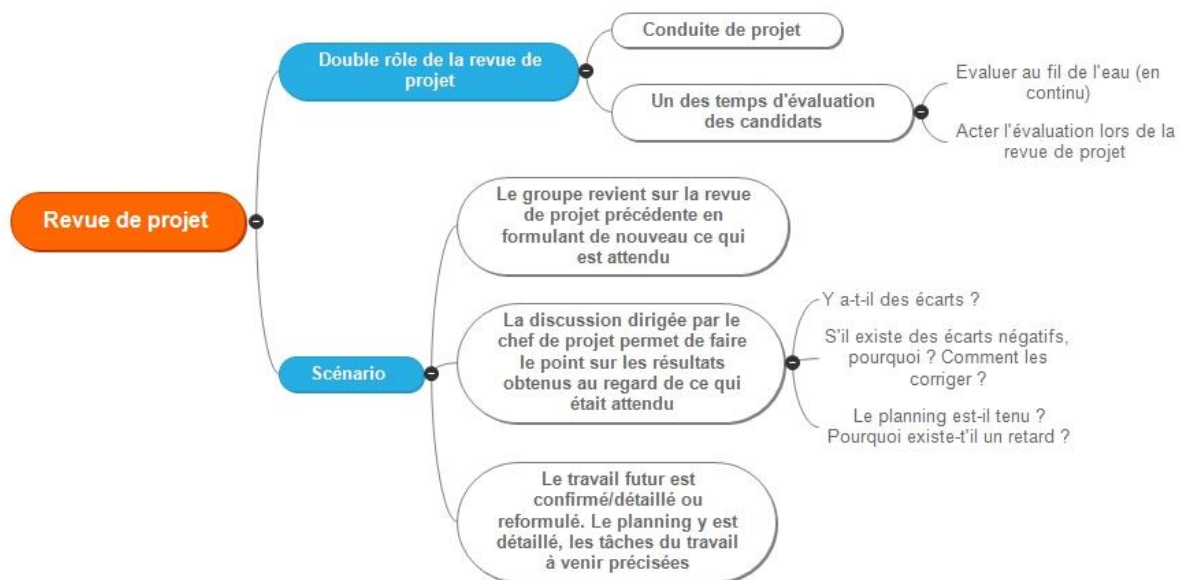 Revue de projet
Double rôle de la revue de
projet
Conduite de projet
Un des temps d'évaluation
des candidats
Evaluer au fil de l'eau (en
continu)
Acter l'évaluation lors de la
revue de projet
Scénario
Le groupe revient sur la revue
de projet précédente en
formulant de nouveau ce qui
est attendu
La discussion dirigée par le
chef de projet permet de faire
le point sur les résultats
obtenus au regard de ce qui
était attendu
Y a-t-il des écarts ?
S'il existe des écarts négatifs,
pourquoi ? Comment les
corriger ?
Le planning est-il tenu ?
Pourquoi existe-t'il un retard ?
Le travail futur est
confirmé/détaillé ou
reformulé. Le planning y est
détaillé, les tâches du travail
à venir précisées